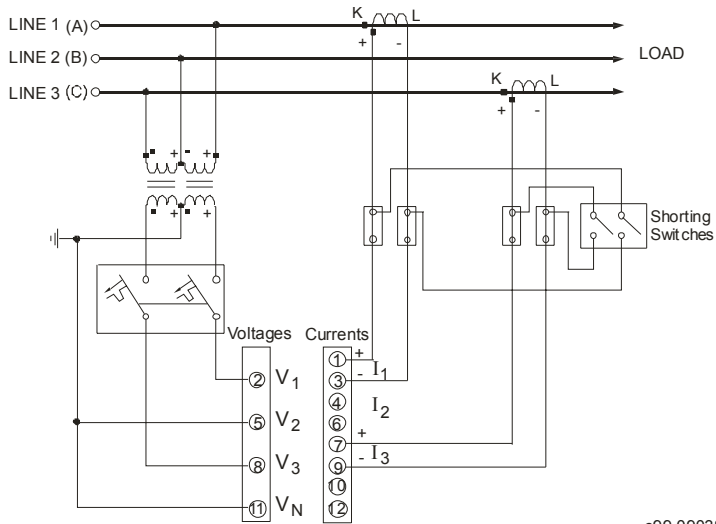 K L
LINE 1 (A)
+ -
LINE 2 (B) LOAD
K L
LINE 3 (C)
+ -
+ - +
+ +
Shorting
Switches
Voltages Currents
1 +
2 V1 3 - I1
4 I2
5 V2 6
7 +
8 V3 9 - I3
10
11 VN 12